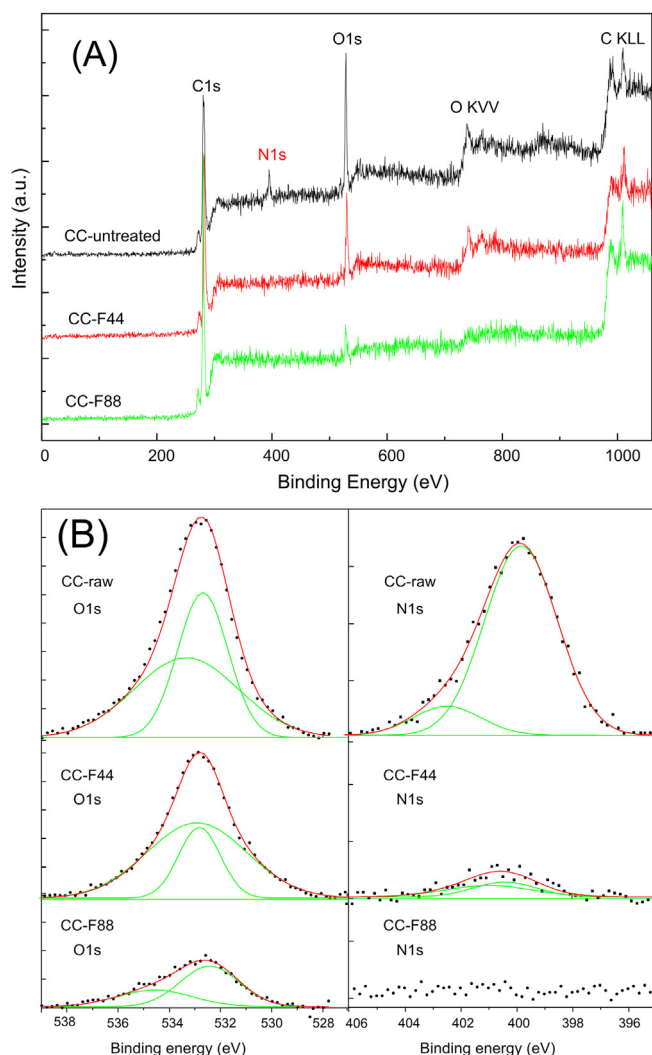 (A)
O1s
C KLL
C1s
O KVV
N1s
CC-untreated
CC-F44
CC-F88
Intensity (a.u.)
0 200 400 600 800 1000
Binding Energy (eV)
(B)
CC-raw
O1s
CC-raw
N1s
CC-F44
O1s
CC-F44
N1s
CC-F88
O1s
CC-F88
N1s
538 536 534 532 530 528
406 404 402 400 398 396
Binding energy (eV)
Binding energy (eV)